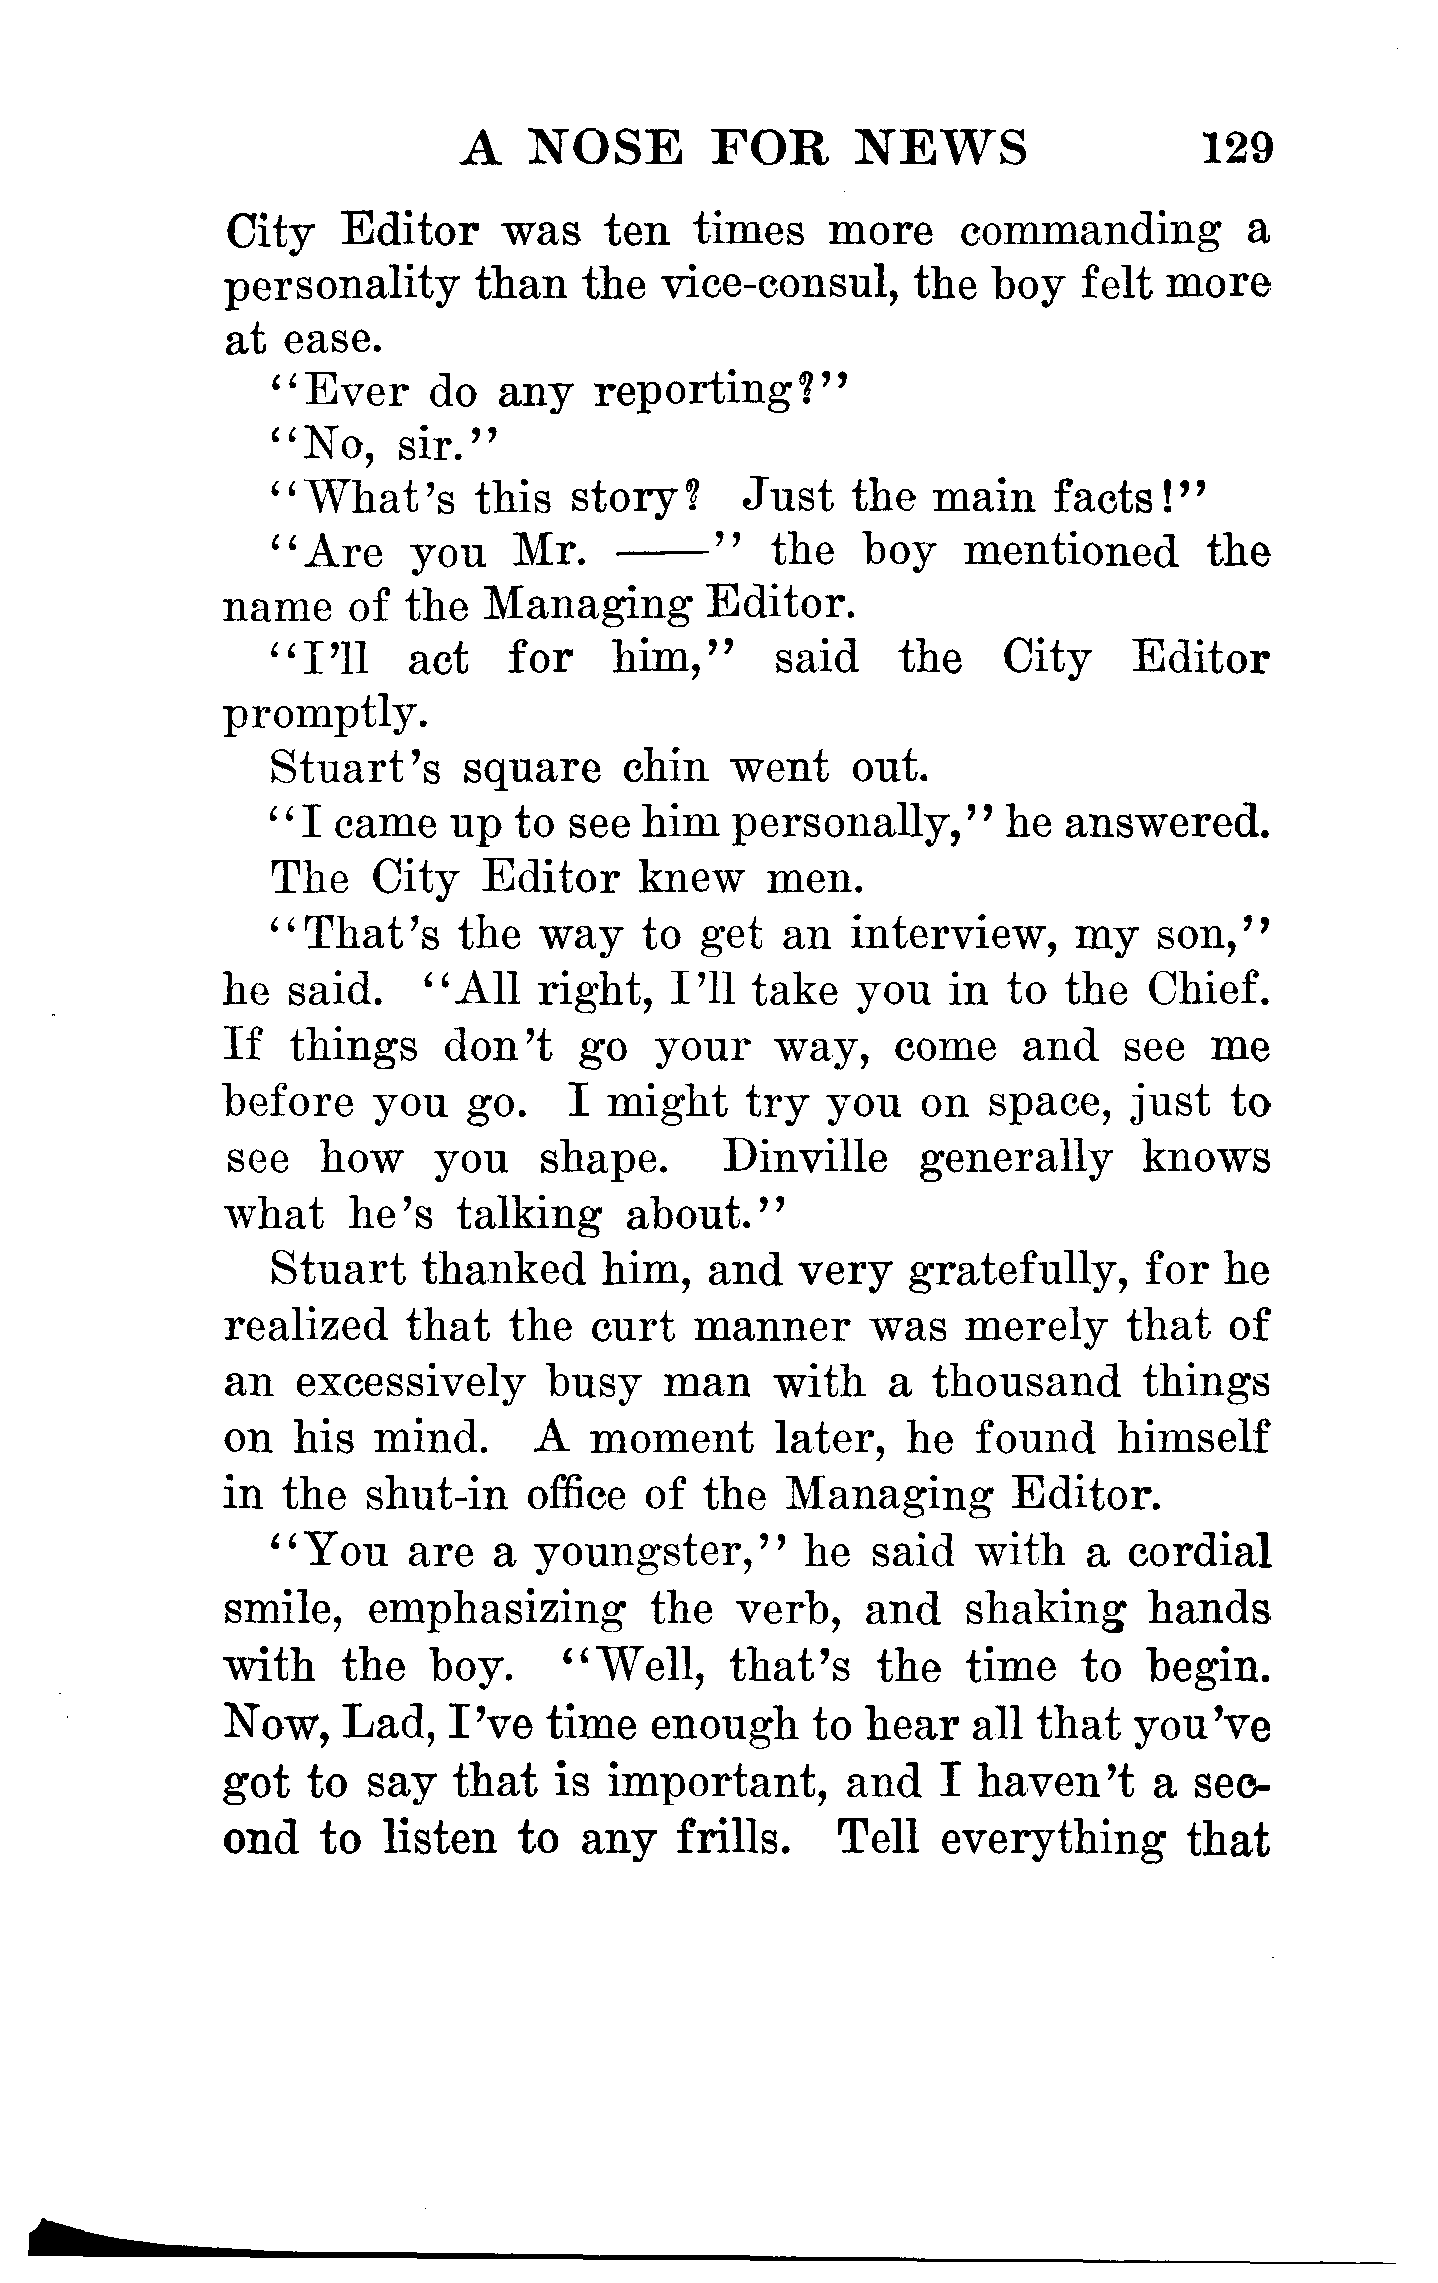 A NOSE FOR NEWS 129
City Editor was ten times more commanding a
personality than the vice-consul, the boy felt more
at ease.
"Ever do any reporting?"
"No, sir."
"What's this story? Just the main facts!"
"Are you Mr. ——" the boy mentioned the
name of the Managing Editor.
"I'll act for him," said the City Editor
promptly.
Stuart's square chin went out.
"I came up to see him personally," he answered.
The City Editor knew men.
"That's the way to get an interview, my son,"
he said. "All right, I'll take you in to the Chief.
If things don't go your way, come and see me
before you go. I might try you on space, just to
see how you shape. Dinville generally knows
what he's talking about."
Stuart thanked him, and very gratefully, for he
realized that the curt manner was merely that of
an excessively busy man with a thousand things
on his mind. A moment later, he found himself
in the shut-in office of the Managing Editor.
"You are a youngster," he said with a cordial
smile, emphasizing the verb, and shaking hands
with the boy. "Well, that's the time to begin.
Now, Lad, I've time enough to hear all that you've
got to say that is important, and I haven't a sec-
ond to listen to any frills. Tell everything that